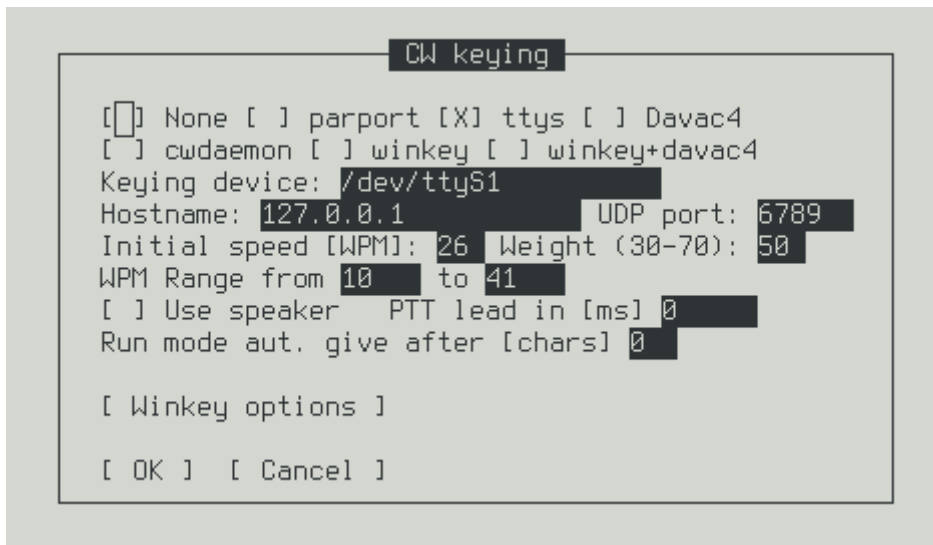 CW keying
[ ] None [ ] parport [X] ttys [ ] Davac4
[ ] cwdaemon [ ] winkey [ ] winkey+davac4
Keying device: /dev/ttyS1
Hostname: 127.0.0.1 UDP port: 6789
Initial speed [WPM]: 26 Weight (30-70): 50
WPM Range from 10 to 41
[ ] Use speaker PTT lead in [ms] 0
Run mode aut. give after [chars] 0
[ Winkey options ]
[ OK ] [ Cancel ]